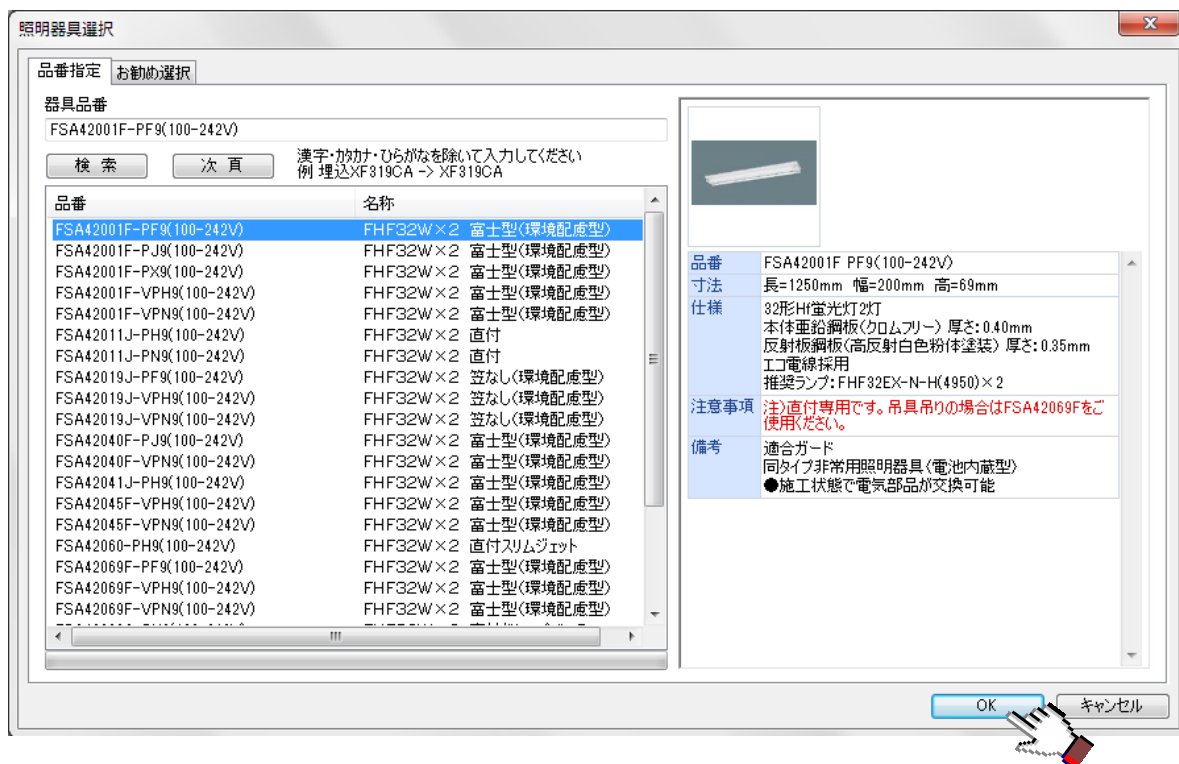 照明器具選択
品番指定 お勧め選択
器具品番
FSA42001F-PF9(100-242V)
検 索 次 頁
漢字・カタカナ・ひらがなを除いて入力してください
例 埋込XF319CA -> XF319CA
品番 名称
FSA42001F-PF9(100-242V) FHF32W×2 富士型(環境配慮型)
FSA42001F-PJ9(100-242V) FHF32W×2 富士型(環境配慮型)
FSA42001F-PX9(100-242V) FHF32W×2 富士型(環境配慮型)
FSA42001F-VPH9(100-242V) FHF32W×2 富士型(環境配慮型)
FSA42001F-VPN9(100-242V) FHF32W×2 富士型(環境配慮型)
FSA42011J-PH9(100-242V) FHF32W×2 直付
FSA42011J-PN9(100-242V) FHF32W×2 直付
FSA42019J-PF9(100-242V) FHF32W×2 笠なし(環境配慮型)
FSA42019J-VPH9(100-242V) FHF32W×2 笠なし(環境配慮型)
FSA42019J-VPN9(100-242V) FHF32W×2 笠なし(環境配慮型)
FSA42040F-PJ9(100-242V) FHF32W×2 富士型(環境配慮型)
FSA42040F-VPN9(100-242V) FHF32W×2 富士型(環境配慮型)
FSA42041J-PH9(100-242V) FHF32W×2 富士型(環境配慮型)
FSA42045F-VPH9(100-242V) FHF32W×2 富士型(環境配慮型)
FSA42045F-VPN9(100-242V) FHF32W×2 富士型(環境配慮型)
FSA42060-PH9(100-242V) FHF32W×2 直付スリムジェット
FSA42069F-PF9(100-242V) FHF32W×2 富士型(環境配慮型)
FSA42069F-VPH9(100-242V) FHF32W×2 富士型(環境配慮型)
FSA42069F-VPN9(100-242V) FHF32W×2 富士型(環境配慮型)
品番 FSA42001F PF9(100-242V)
寸法 長=1250mm 幅=200mm 高=69mm
仕様 32形Hf蛍光灯2灯
本体亜鉛鋼板(クロムフリー) 厚さ:0.40mm
反射板鋼板(高反射白色粉体塗装) 厚さ:0.35mm
エコ電線採用
推奨ランプ:FHF32EX-N-H(4950)×2
注意事項 注)直付専用です。吊具吊りの場合はFSA42069Fをご
使用ください。
備考 適合ガード
同タイプ非常用照明器具(電池内蔵型)
●施工状態で電気部品が交換可能
OK キャンセル